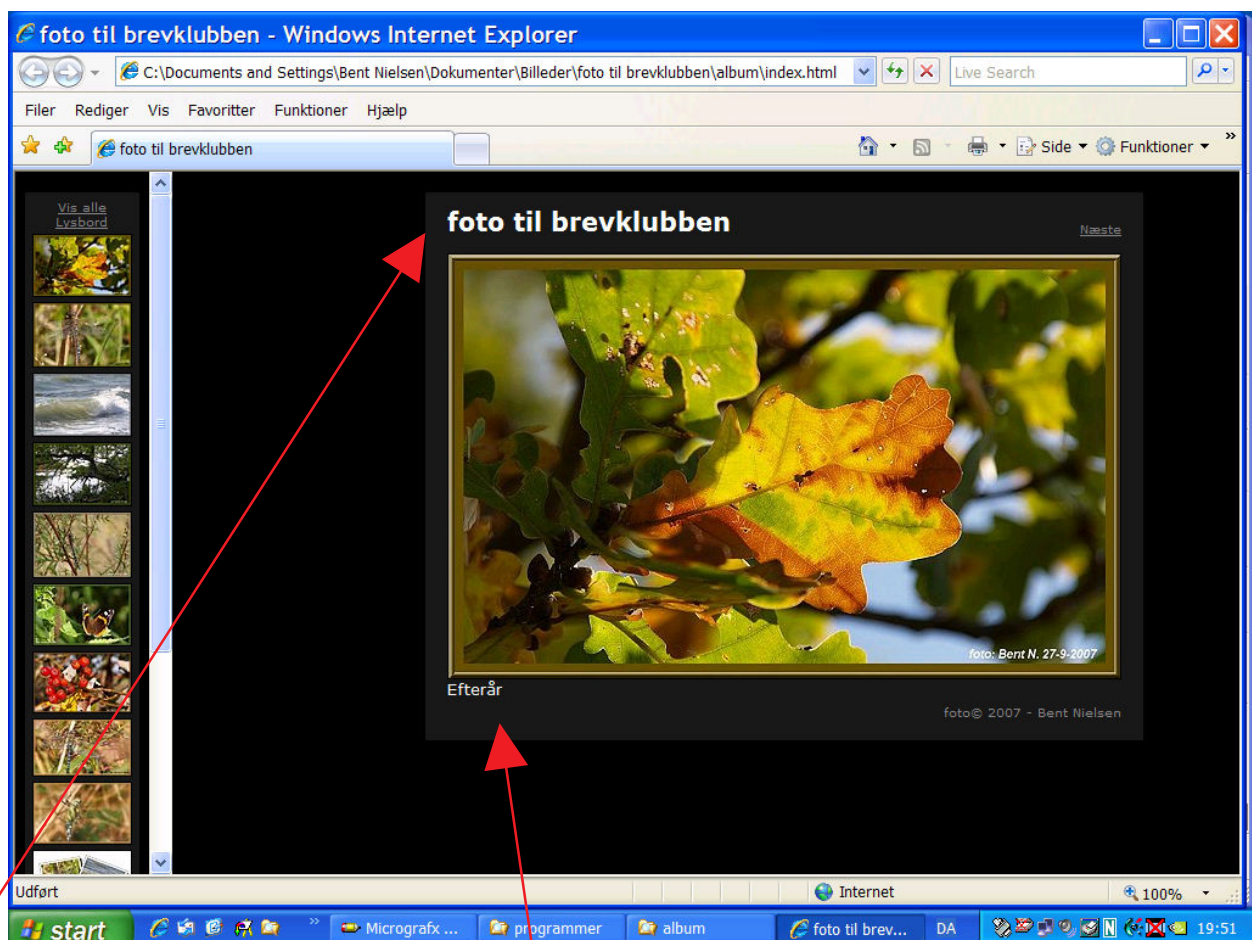 foto til brevklubben - Windows Internet Explorer
C:\Documents and Settings\Bent Nielsen\Dokumenter\Billeder\foto til brevklubben\album\index.html
Live Search
Filer Rediger Vis Favoritter Funktioner Hjælp
foto til brevklubben
Side Funktioner »
Vis alle
Lysbord
foto til brevklubben
Næste
foto: Bent N. 27-9-2007
Efterår
foto© 2007 - Bent Nielsen
Udført
Internet
100%
start » Micrografx ... programmer album foto til brev... DA N 19:51